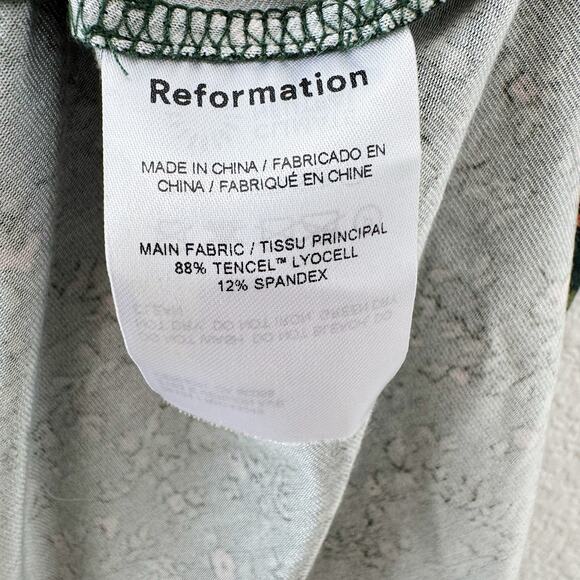 Reformation
MADE IN CHINA / FABRICADO EN
CHINA / FABRIQUÉ EN CHINE
MAIN FABRIC / TISSU PRINCIPAL
88% TENCEL™ LYOCELL
12% SPANDEX